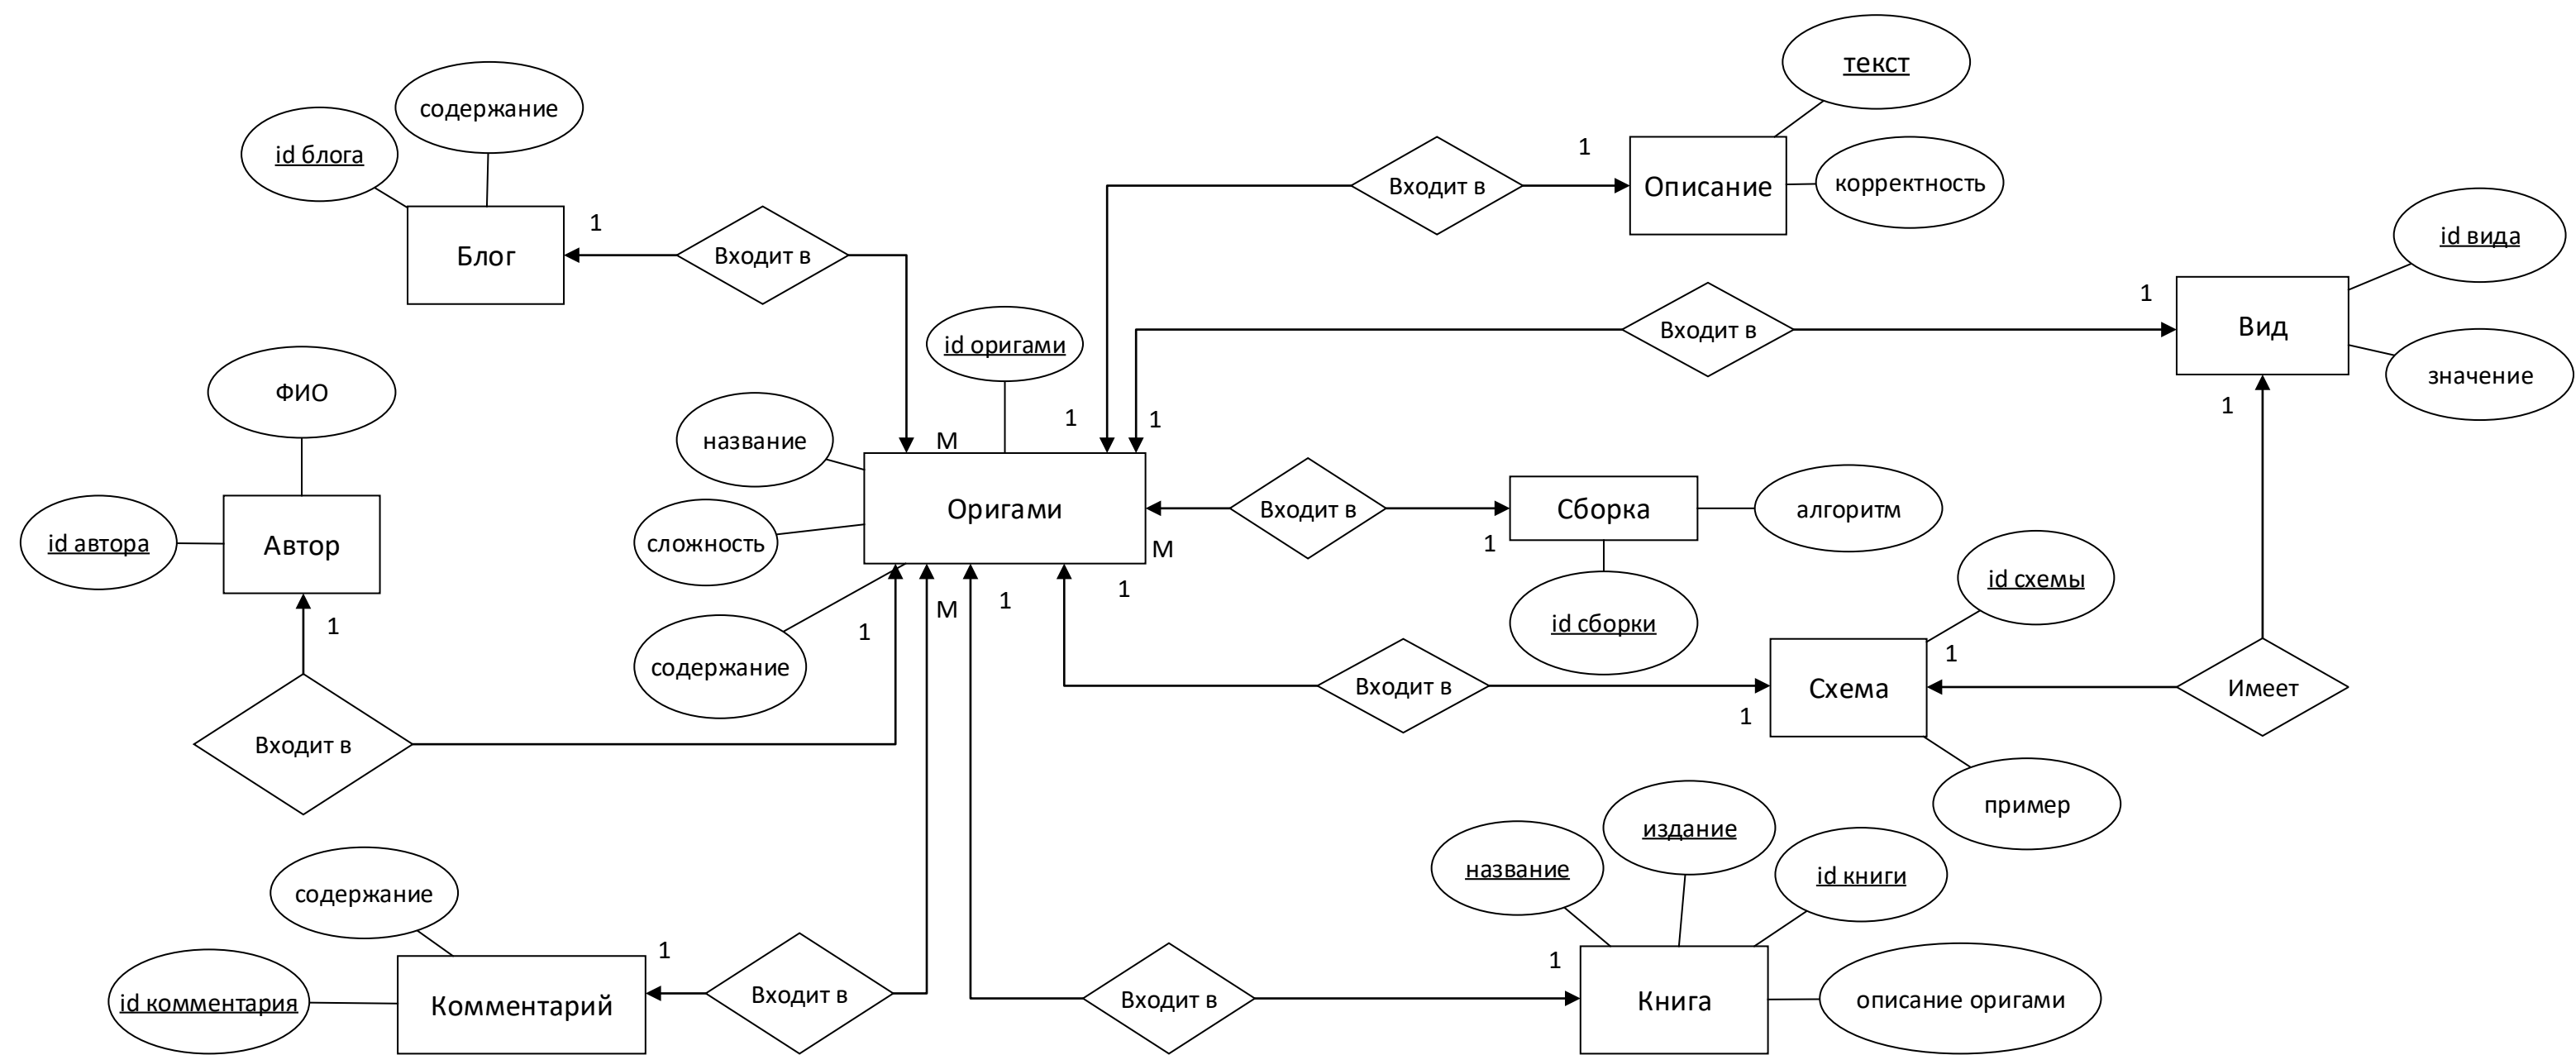 текст
содержание
id блога
Входит в
1
Описание
корректность
1
Блог
Входит в
id вида
1
Входит в
Вид
значение
id оригами
ФИО
название
М
1
1
1
Оригами
Входит в
Сборка
алгоритм
id автора
Автор
сложность
М
1
id схемы
1
1
М
1
id сборки
1
1
содержание
Входит в
Схема
Имеет
1
Входит в
пример
издание
название
id книги
содержание
1
1
id комментария
Комментарий
Входит в
Входит в
Книга
описание оригами